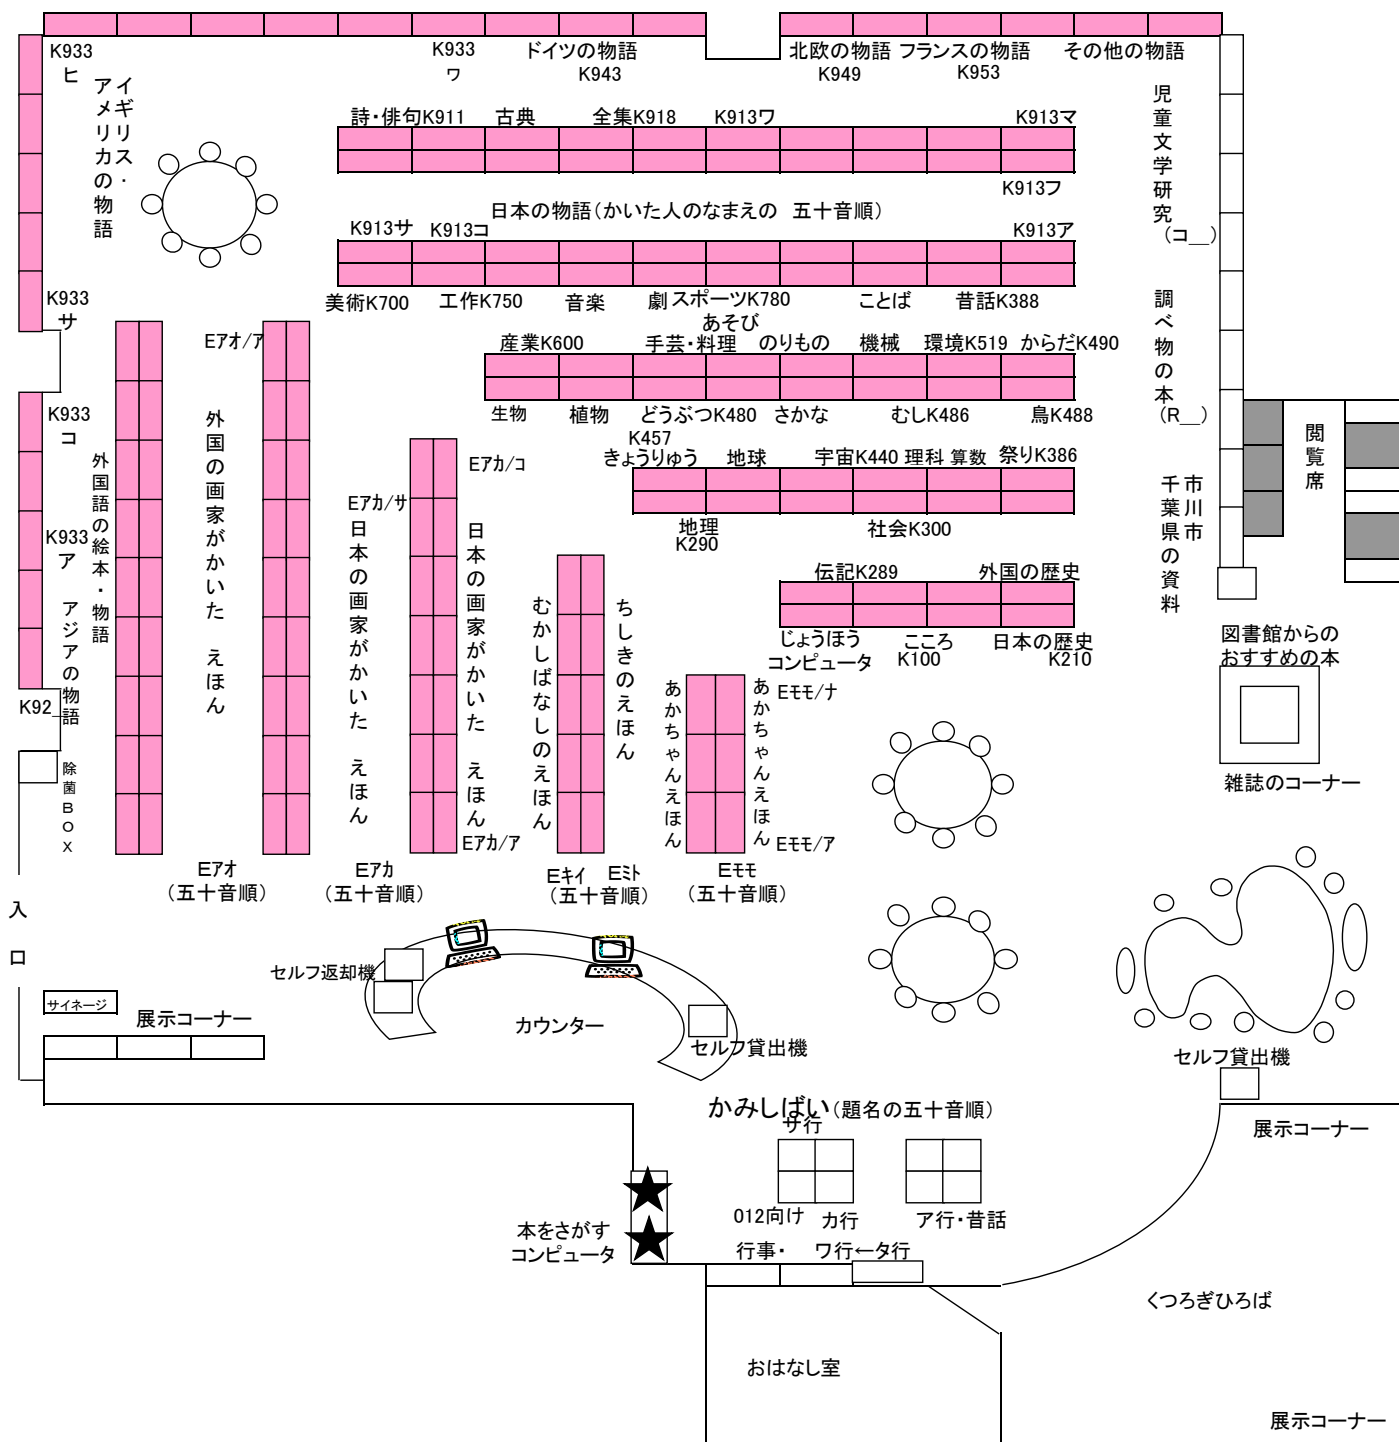 K933
ヒ
イギリス・
アメリカの物語
K933
ワ
ドイツの物語
K943
北欧の物語
K949
フランスの物語
K953
その他の物語
詩・俳句K911
古典
全集K918
K913ワ
K913マ
K913フ
日本の物語(かいた人のなまえの 五十音順)
K913サ
K913コ
K913ア
児童文学研究
(コ__)
美術K700
工作K750
音楽
劇
スポーツK780
あそび
ことば
昔話K388
K933
サ
Eアオ/ア
産業K600
手芸・料理
のりもの
機械
環境K519
からだK490
調べ物の本
(R__)
生物
植物
どうぶつK480
さかな
むしK486
鳥K488
K933
コ
外国語の絵本・物語
外国の画家がかいた えほん
Eアカ/コ
Eアカ/サ
K457
きょうりゅう
地球
宇宙K440
理科
算数
祭りK386
閲覧席
市川市
千葉県の資料
地理
K290
社会K300
K933
ア
アジアの物語
K92_
日本の画家がかいた えほん
日本の画家がかいた えほん
むかしばなしのえほん
ちしきのえほん
伝記K289
外国の歴史
じょうほう
コンピュータ
こころ
K100
日本の歴史
K210
図書館からの
おすすめの本
雑誌のコーナー
あかちゃんえほん
あかちゃんえほん
Eモモ/ナ
Eモモ/ア
除菌BOX
Eアカ/ア
Eアオ
(五十音順)
Eアカ
(五十音順)
Eキイ
Eミト
(五十音順)
Eモモ
(五十音順)
入口
セルフ返却機
サイネージ
展示コーナー
カウンター
セルフ貸出機
セルフ貸出機
かみしばい(題名の五十音順)
サ行
展示コーナー
012向け
カ行
ア行・昔話
本をさがす
コンピュータ
行事・
ワ行←タ行
くつろぎひろば
おはなし室
展示コーナー